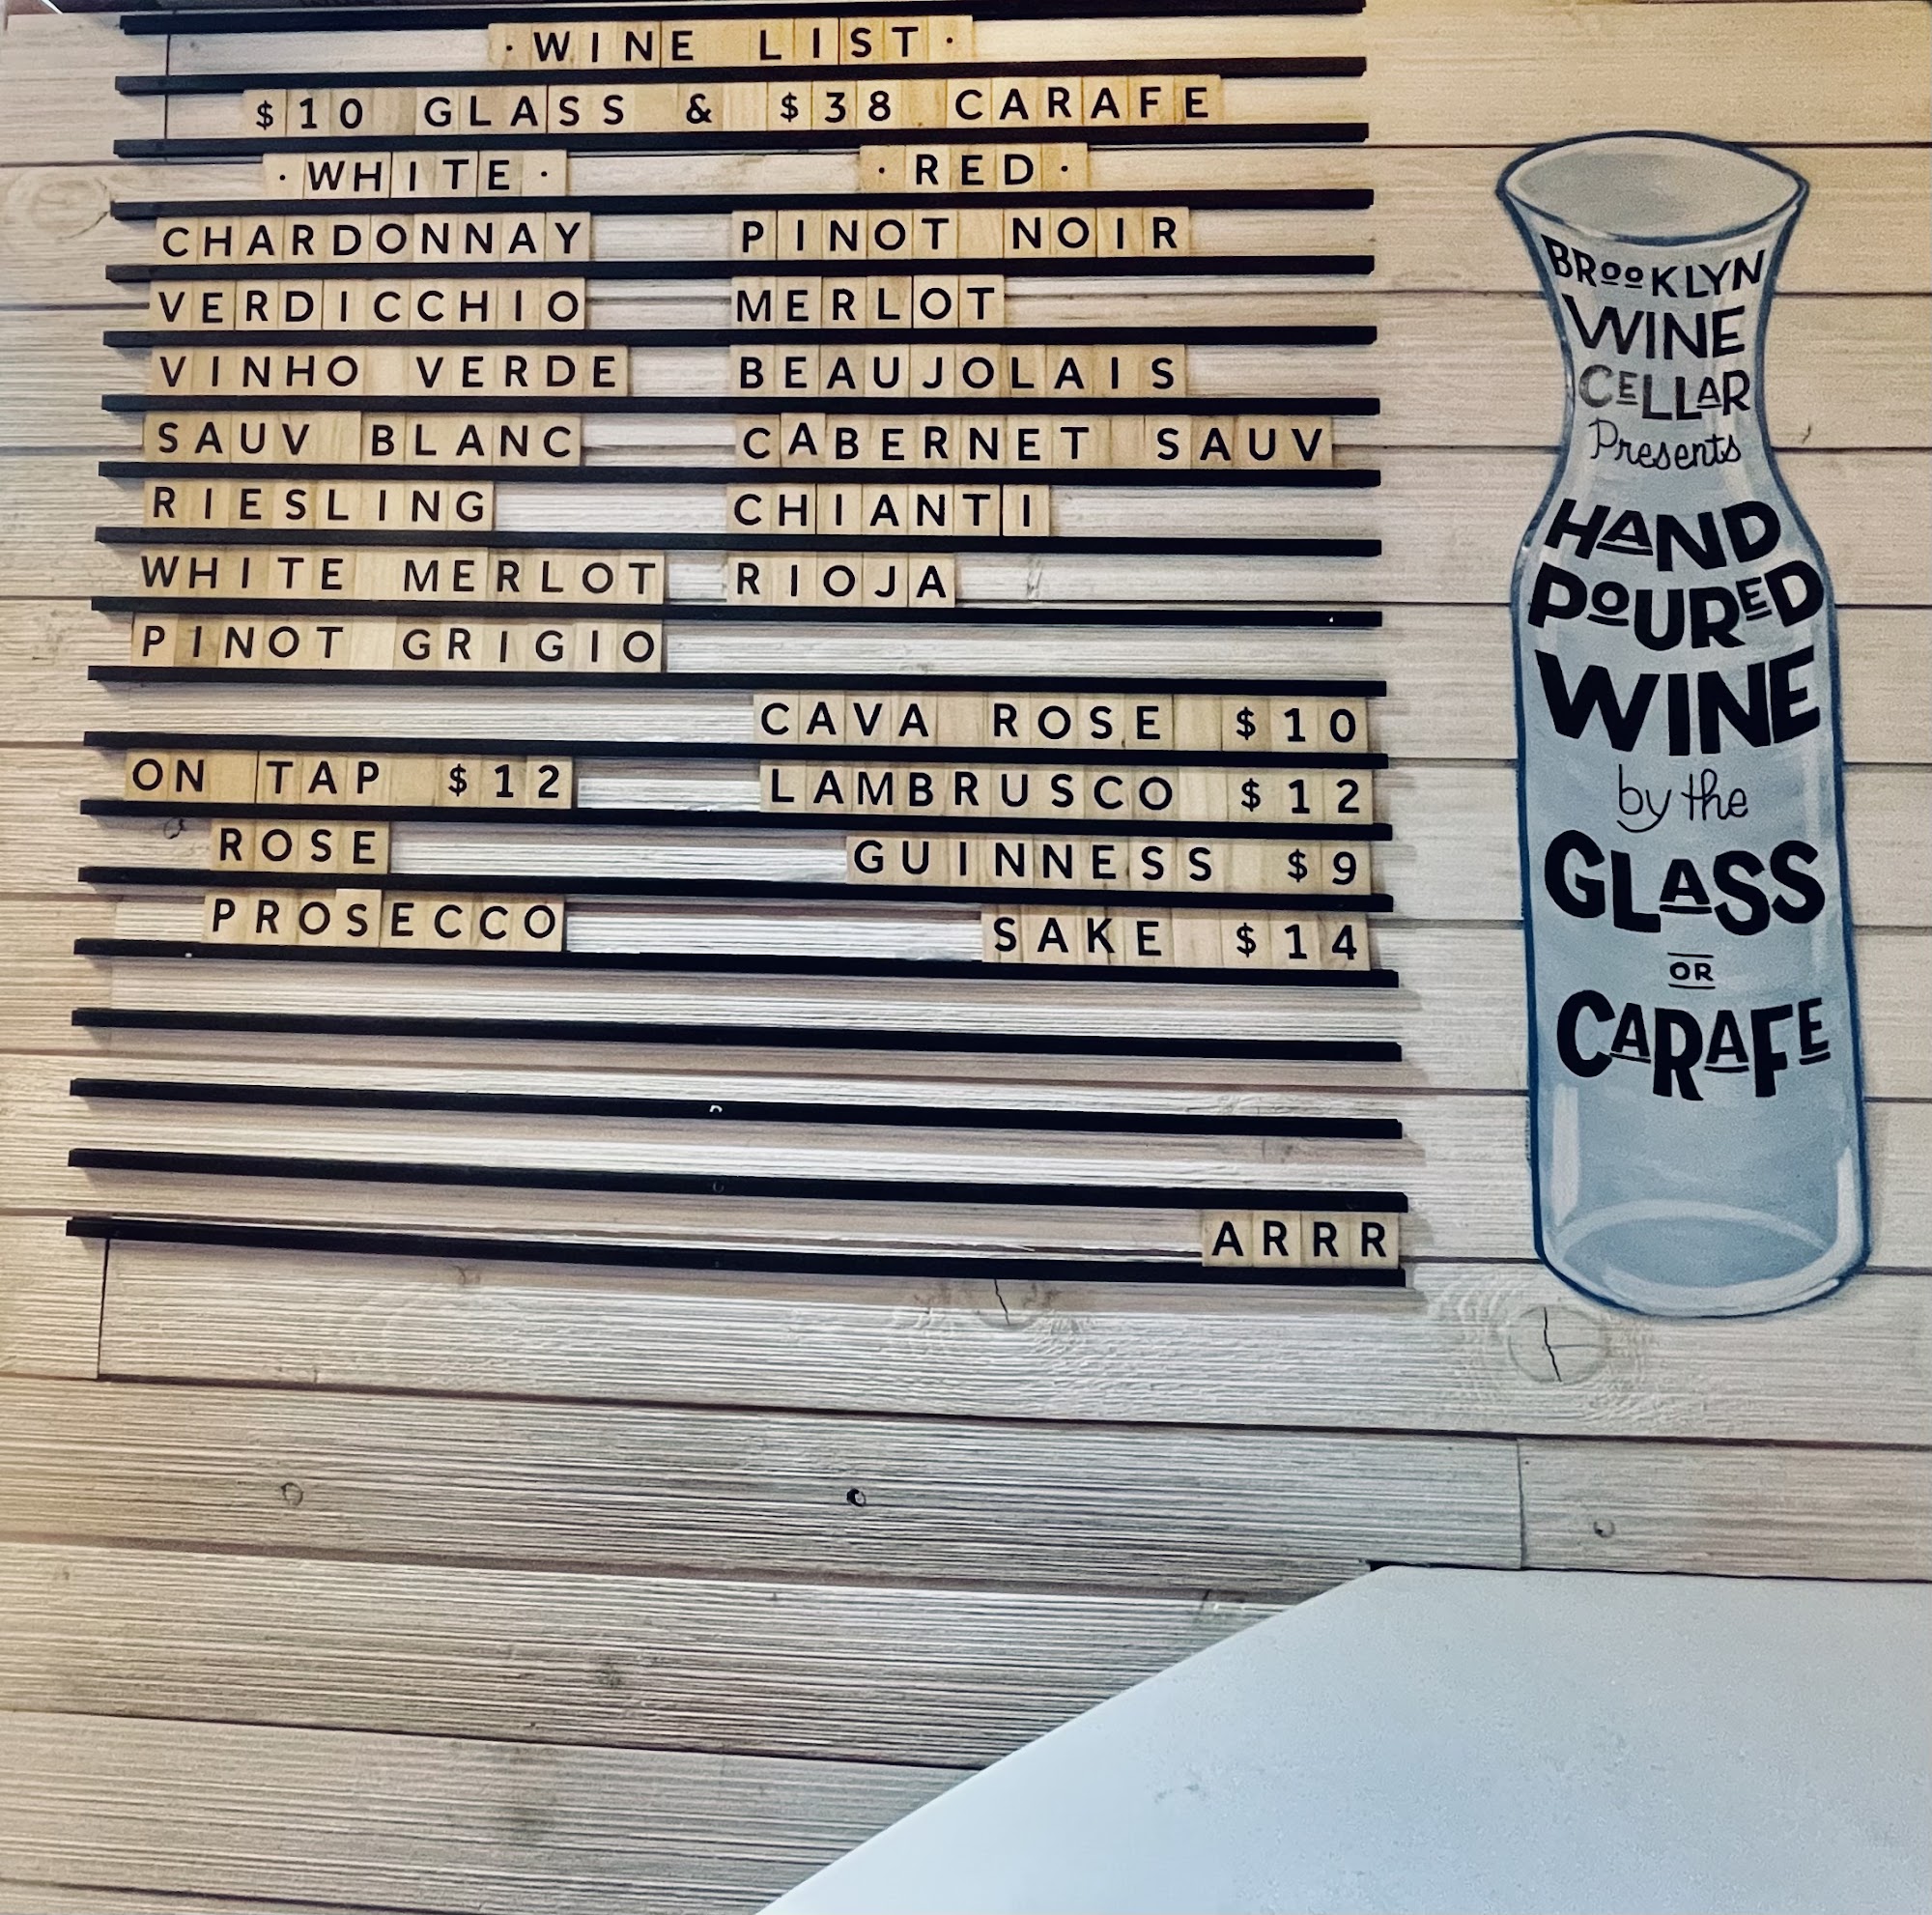 · WINE LIST ·
$10 GLASS & $38 CARAFE
· WHITE ·
CHARDONNAY
VERDICCHIO
VINHO VERDE
SAUV BLANC
RIESLING
WHITE MERLOT
PINOT GRIGIO
· RED ·
PINOT NOIR
MERLOT
BEAUJOLAIS
CABERNET SAUV
CHIANTI
RIOJA
ON TAP $12
ROSE
PROSECCO
CAVA ROSE $10
LAMBRUSCO $12
GUINNESS $9
SAKE $14
ARRR
BROOKLYN
WINE
CELLAR
Presents
HAND
POURED
WINE
by the
GLASS
OR
CARAFE